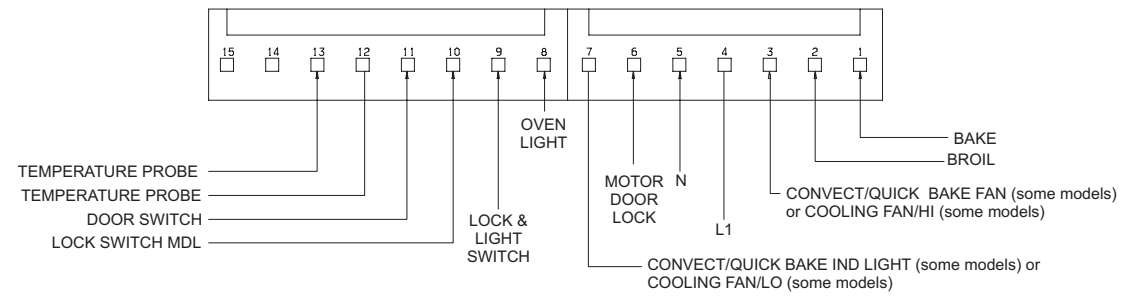 15 14 13 12 11 10 9 8 7 6 5 4 3 2 1
OVEN
LIGHT
BAKE
BROIL
TEMPERATURE PROBE
TEMPERATURE PROBE
DOOR SWITCH
LOCK SWITCH MDL
LOCK &
LIGHT
SWITCH
MOTOR
DOOR
LOCK
N
L1
CONVECT/QUICK BAKE FAN (some models)
or COOLING FAN/HI (some models)
CONVECT/QUICK BAKE IND LIGHT (some models) or
COOLING FAN/LO (some models)